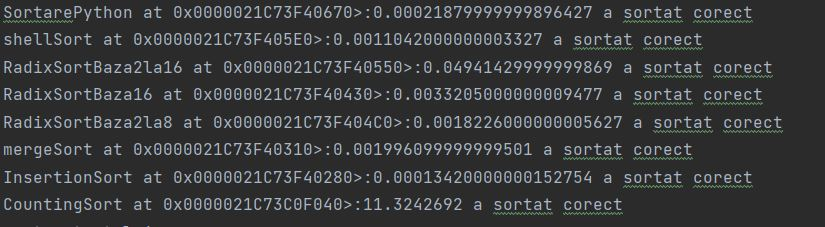 SortarePython at 0x0000021C73F40670>:0.00021879999999896427 a sortat corect
shellSort at 0x0000021C73F405E0>:0.0011042000000003327 a sortat corect
RadixSortBaza2la16 at 0x0000021C73F40550>:0.04941429999999869 a sortat corect
RadixSortBaza16 at 0x0000021C73F40430>:0.0033205000000009477 a sortat corect
RadixSortBaza2la8 at 0x0000021C73F404C0>:0.0018226000000005627 a sortat corect
mergeSort at 0x0000021C73F40310>:0.001996099999999501 a sortat corect
InsertionSort at 0x0000021C73F40280>:0.00013420000000152754 a sortat corect
CountingSort at 0x0000021C73C0F040>:11.3242692 a sortat corect